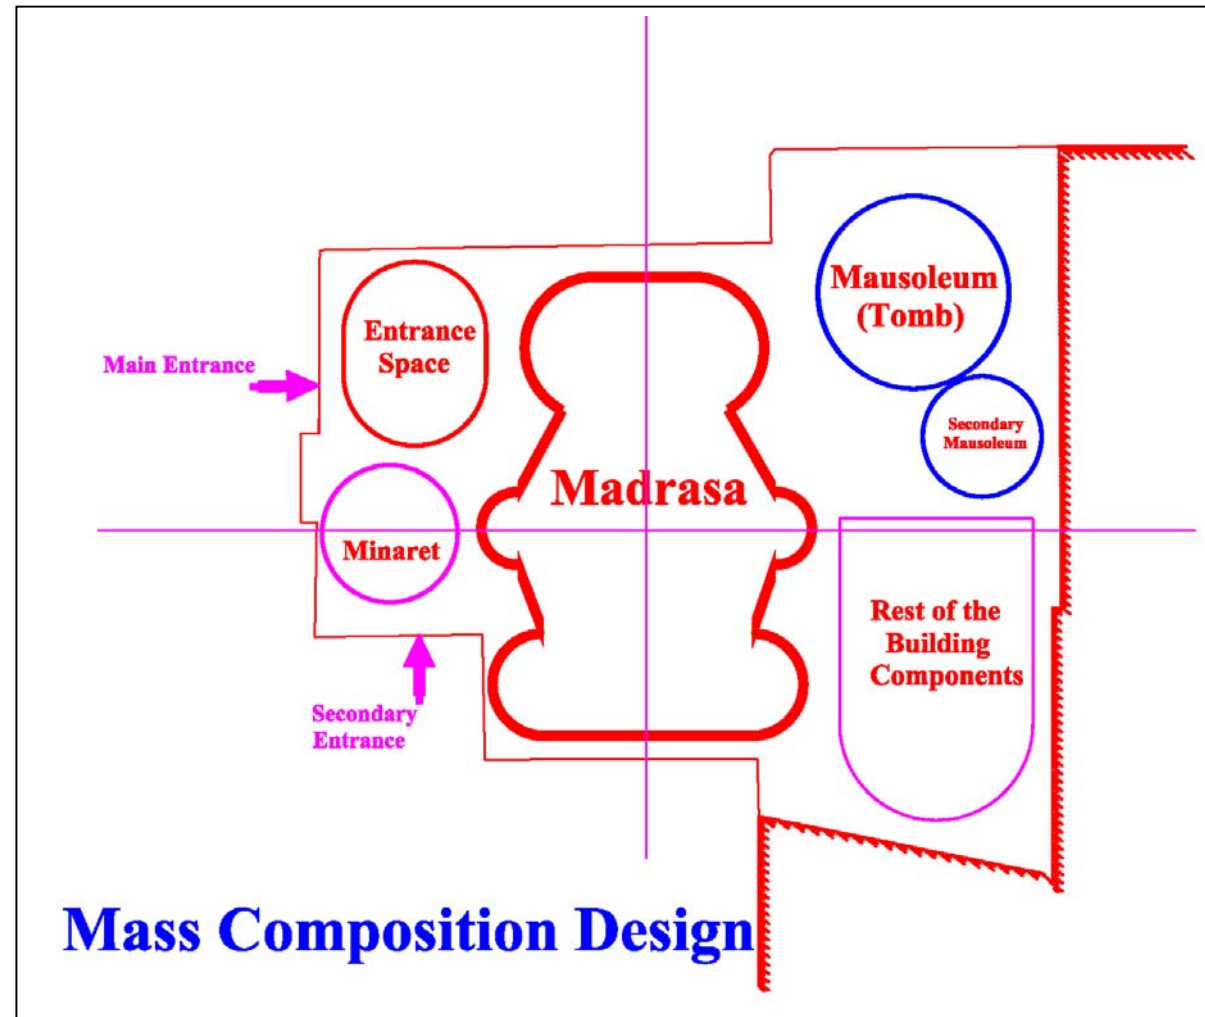 Mausoleum
(Tomb)
Entrance
Space
Main Entrance
Secondary
Mausoleum
Madrasa
Minaret
Rest of the
Building
Components
Secondary
Entrance
Mass Composition Design